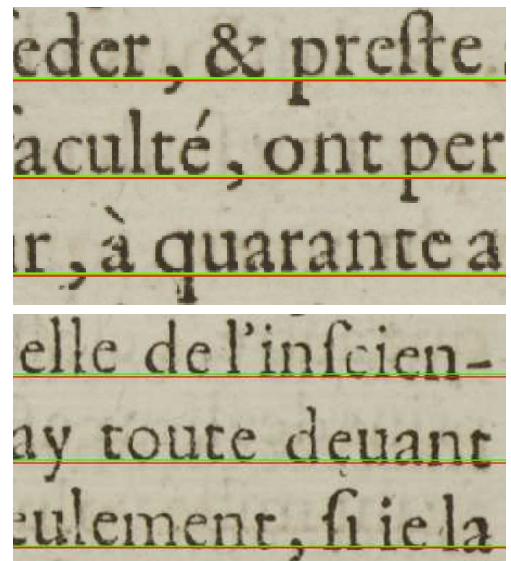 eder, & preſte
aculté, ont per
r, à quarante a
elle de l'inſcien-
ay toute deuant
eulement, ſi ie la